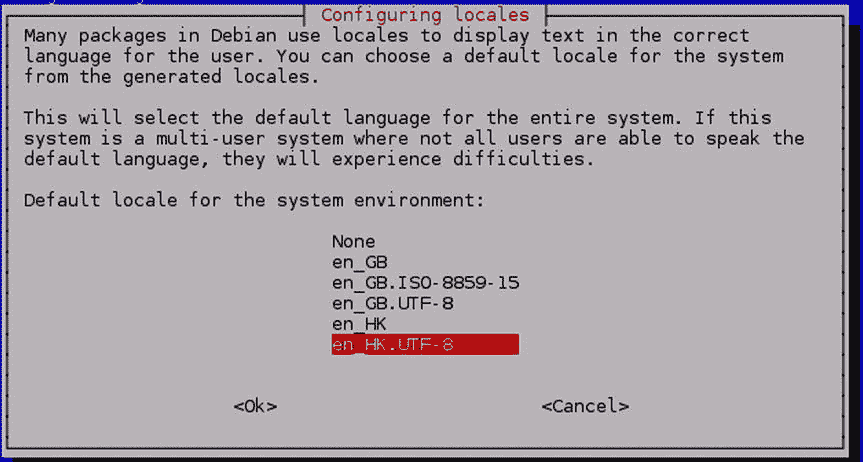 Configuring locales
Many packages in Debian use locales to display text in the correct
language for the user. You can choose a default locale for the system
from the generated locales.
This will select the default language for the entire system. If this
system is a multi-user system where not all users are able to speak the
default language, they will experience difficulties.
Default locale for the system environment:
None
en_GB
en_GB.ISO-8859-15
en_GB.UTF-8
en_HK
en_HK.UTF-8
<Ok> <Cancel>